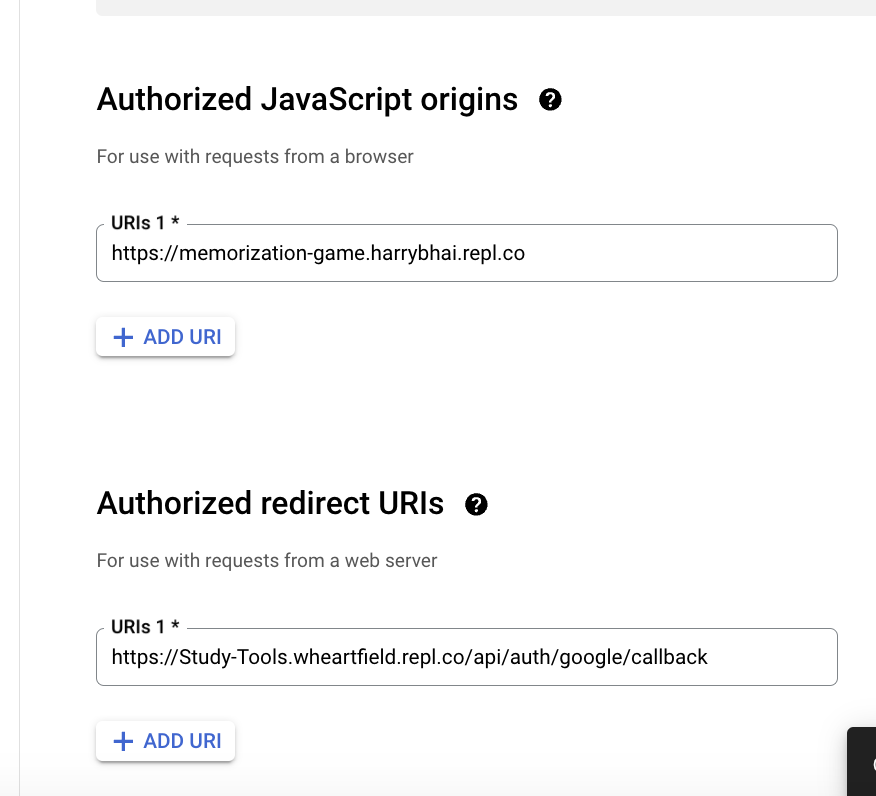 Authorized JavaScript origins
For use with requests from a browser
URIs 1 *
https://memorization-game.harrybhai.repl.co
ADD URI
Authorized redirect URIs
For use with requests from a web server
URIs 1 *
https://Study-Tools.wheartfield.repl.co/api/auth/google/callback
ADD URI